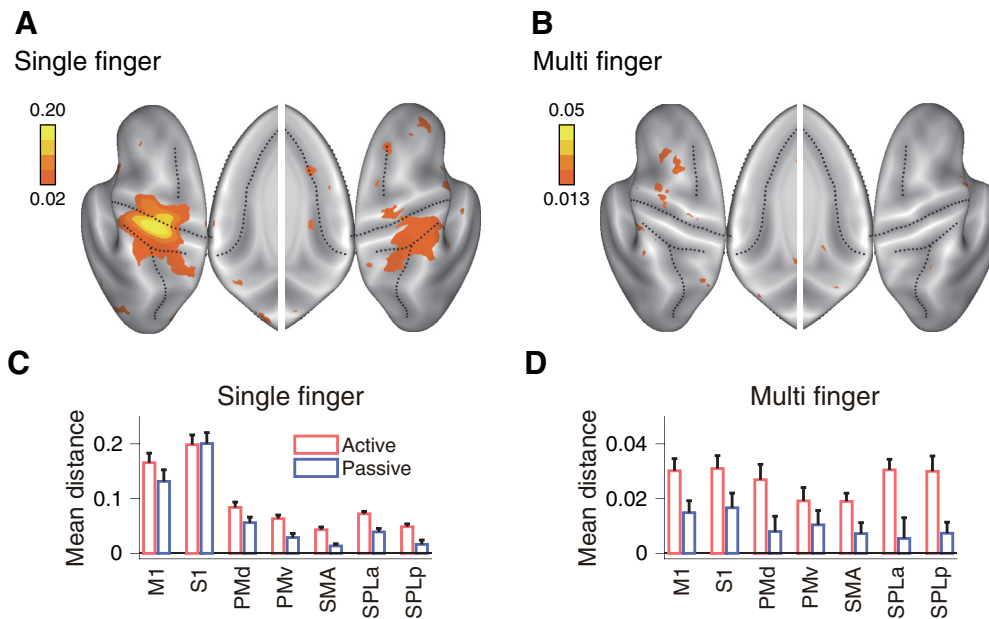 A
Single finger
0.20
0.02
B
Multi finger
0.05
0.013
C
Single finger
Mean distance
0.2
0.1
0
Active
Passive
M1
S1
PMd
PMv
SMA
SPLa
SPLp
D
Multi finger
Mean distance
0.04
0.02
0
M1
S1
PMd
PMv
SMA
SPLa
SPLp